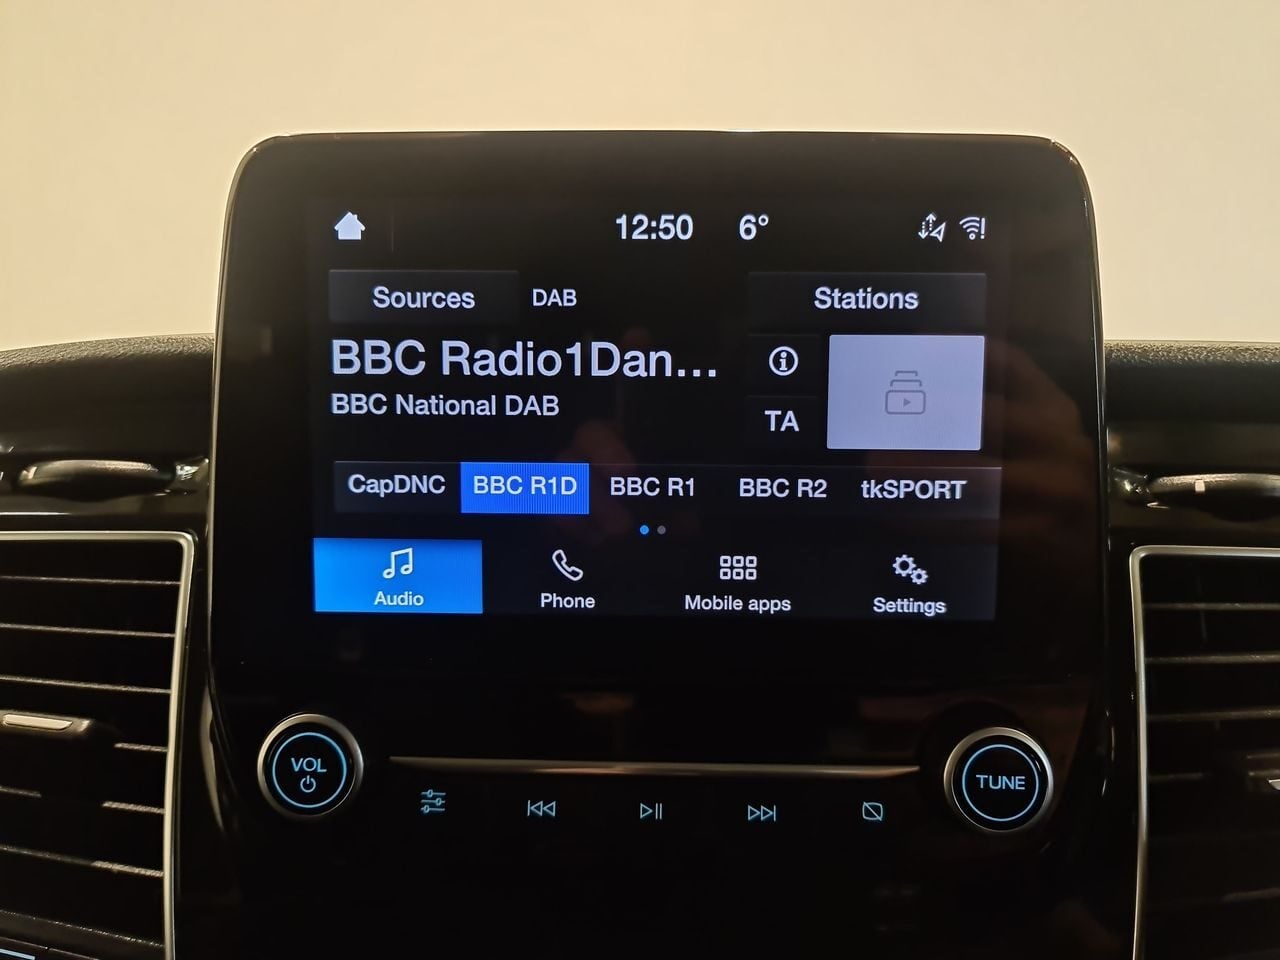 12:50 6°
Sources DAB Stations
BBC Radio1Dan...
BBC National DAB
TA
CapDNC BBC R1D BBC R1 BBC R2 tkSPORT
Audio Phone Mobile apps Settings
VOL TUNE